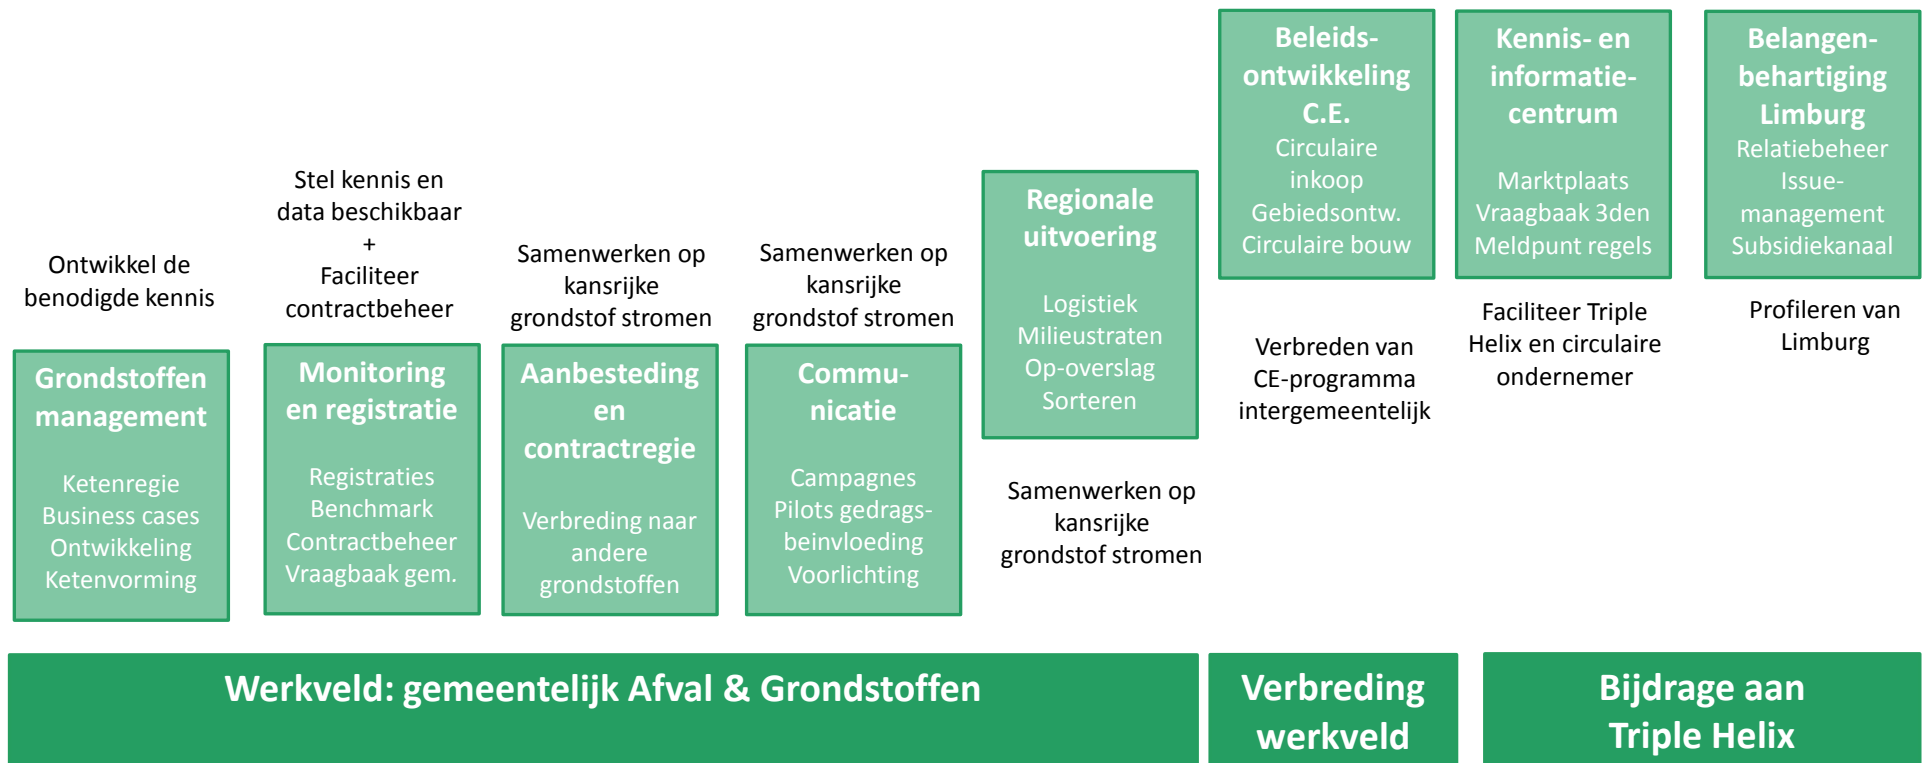 Ontwikkel de
benodigde kennis
Grondstoffen
management
Ketenregie
Business cases
Ontwikkeling
Ketenvorming
Stel kennis en
data beschikbaar
+
Faciliteer
contractbeheer
Monitoring
en registratie
Registraties
Benchmark
Contractbeheer
Vraagbaak gem.
Samenwerken op
kansrijke
grondstof stromen
Aanbesteding
en
contractregie
Verbreding naar
andere
grondstoffen
Samenwerken op
kansrijke
grondstof stromen
Commu-
nicatie
Campagnes
Pilots gedrags-
beinvloeding
Voorlichting
Regionale
uitvoering
Logistiek
Milieustraten
Op-overslag
Sorteren
Samenwerken op
kansrijke
grondstof stromen
Beleids-
ontwikkeling
C.E.
Circulaire
inkoop
Gebiedsontw.
Circulaire bouw
Verbreden van
CE-programma
intergemeentelijk
Kennis- en
informatie-
centrum
Marktplaats
Vraagbaak 3den
Meldpunt regels
Faciliteer Triple
Helix en circulaire
ondernemer
Belangen-
behartiging
Limburg
Relatiebeheer
Issue-
management
Subsidiekanaal
Profileren van
Limburg
Werkveld: gemeentelijk Afval & Grondstoffen
Verbreding
werkveld
Bijdrage aan
Triple Helix